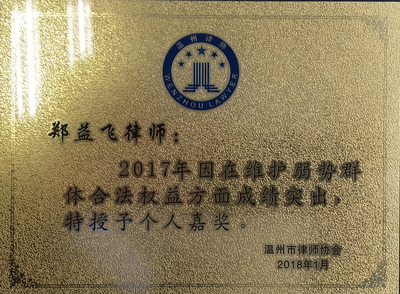 温州律师
WENZHOU LAWYER
郑益飞律师：
2017年因在维护弱势群
体合法权益方面成绩突出，
特授予个人嘉奖。
温州市律师协会
2018年1月